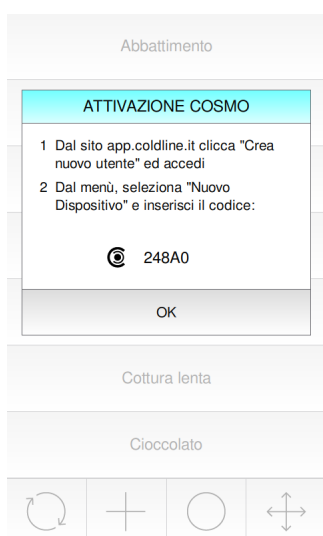 Abbattimento
ATTIVAZIONE COSMO
1 Dal sito app.coldline.it clicca "Crea
nuovo utente" ed accedi
2 Dal menù, seleziona "Nuovo
Dispositivo" e inserisci il codice:
248A0
OK
Cottura lenta
Cioccolato